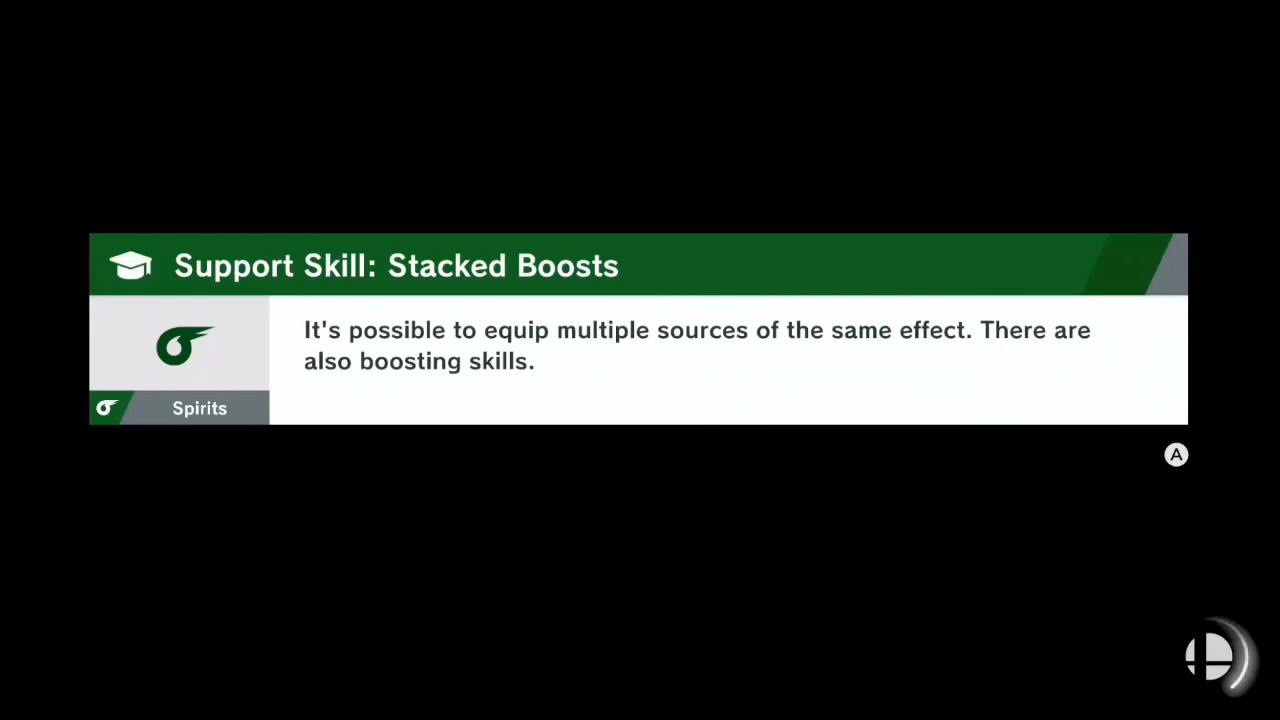 Support Skill: Stacked Boosts
It's possible to equip multiple sources of the same effect. There are
also boosting skills.
Spirits
A